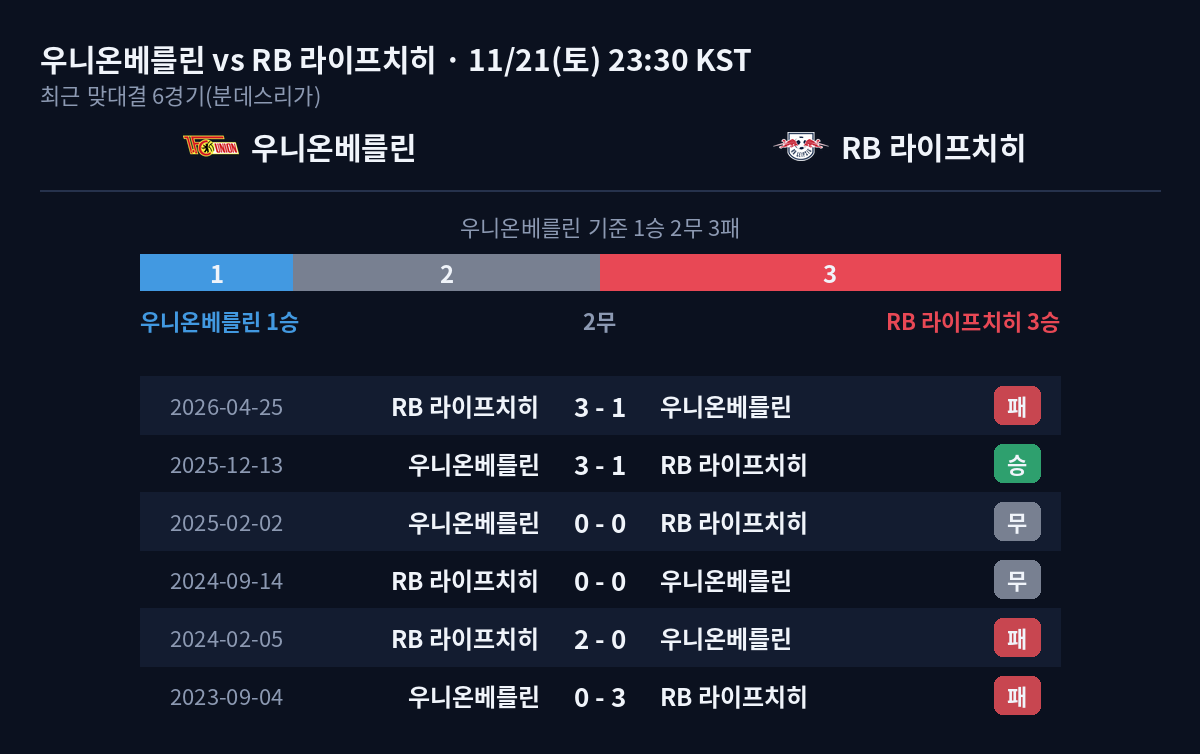 우니온베를린 vs RB 라이프치히 · 11/21(토) 23:30 KST
최근 맞대결 6경기(분데스리가)
UNION 우니온베를린
RB 라이프치히
우니온베를린 기준 1승 2무 3패
1 2 3
우니온베를린 1승 2무 RB 라이프치히 3승
2026-04-25 RB 라이프치히 3 - 1 우니온베를린 패
2025-12-13 우니온베를린 3 - 1 RB 라이프치히 승
2025-02-02 우니온베를린 0 - 0 RB 라이프치히 무
2024-09-14 RB 라이프치히 0 - 0 우니온베를린 무
2024-02-05 RB 라이프치히 2 - 0 우니온베를린 패
2023-09-04 우니온베를린 0 - 3 RB 라이프치히 패